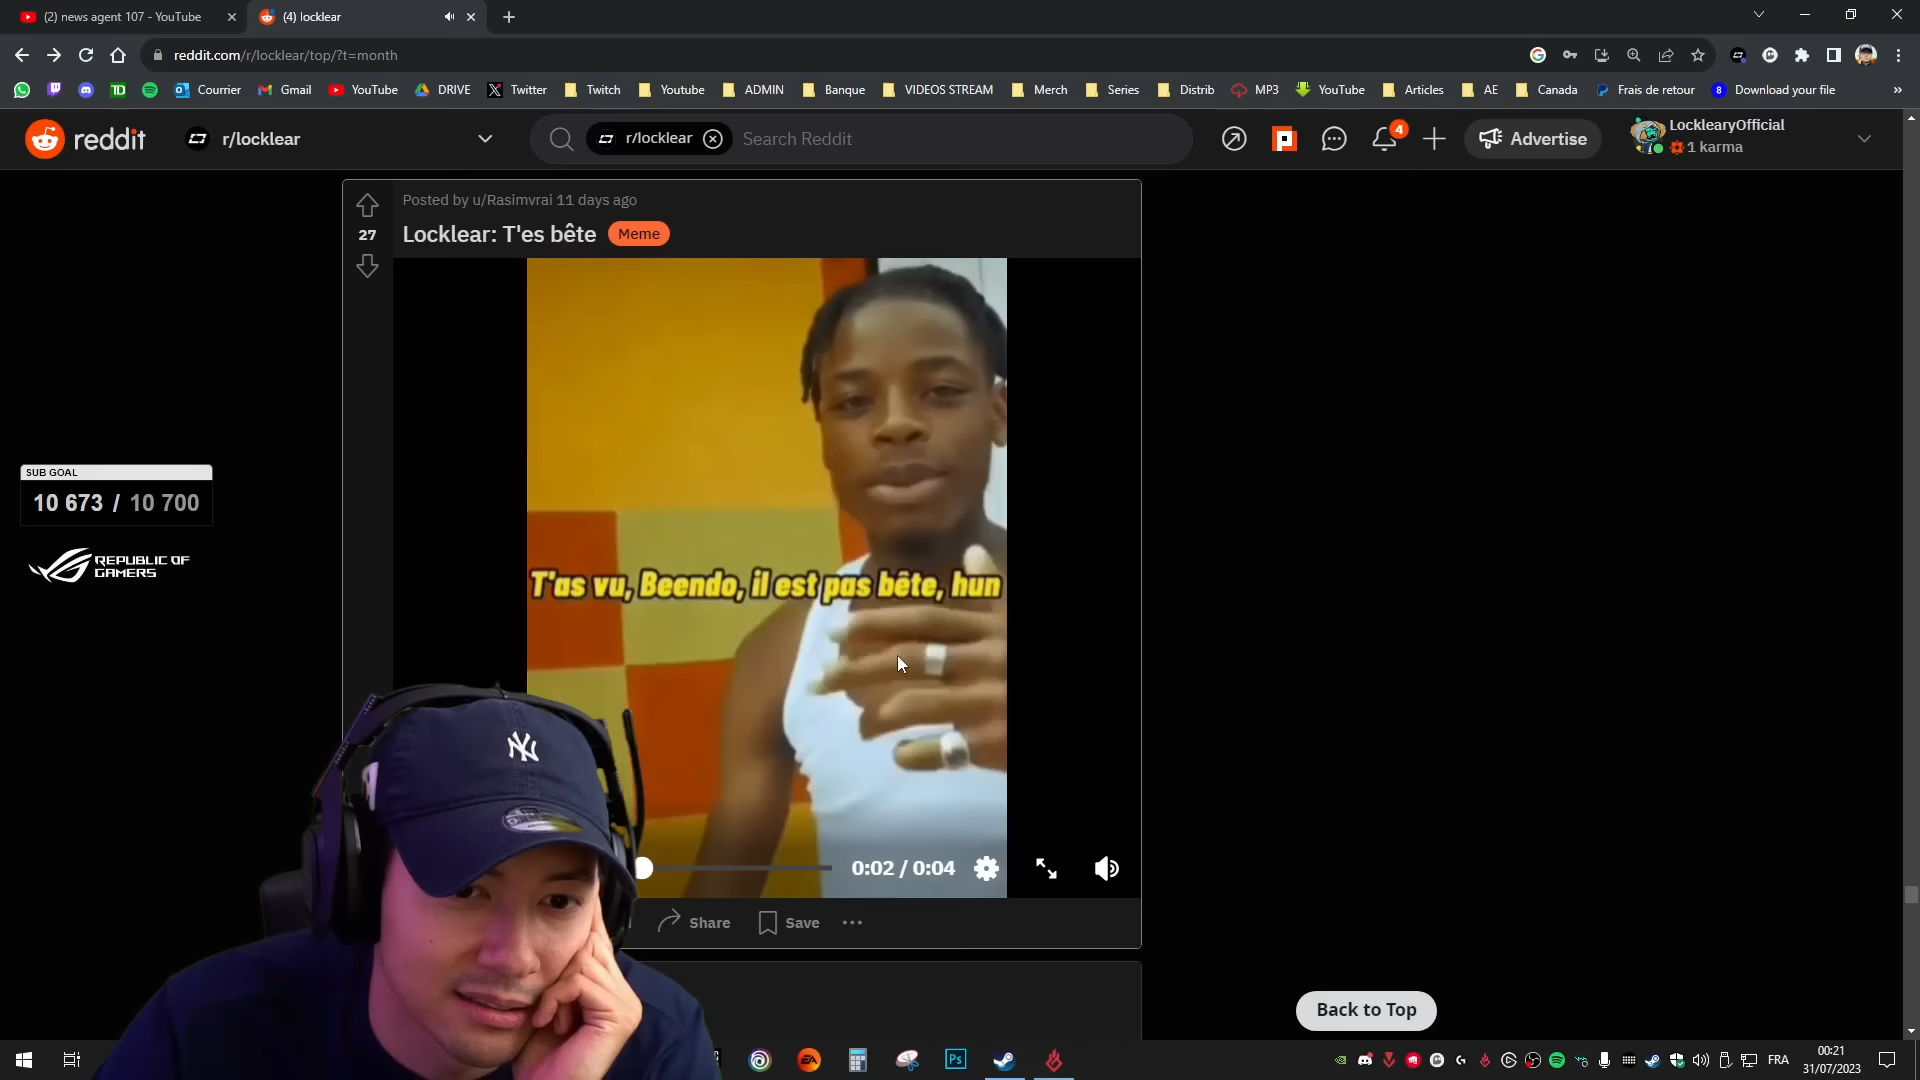 (2) news agent 107 - YouTube
(4) locklear
reddit.com/r/locklear/top/?t=month
Courrier
Gmail
YouTube
DRIVE
Twitter
Twitch
Youtube
ADMIN
Banque
VIDEOS STREAM
Merch
Series
Distrib
MP3
YouTube
Articles
AE
Canada
Frais de retour
Download your file
reddit
r/locklear
r/locklear
Search Reddit
4
Advertise
LocklearyOfficial
1 karma
Posted by u/Rasimvrai 11 days ago
27
Locklear: T'es bête
Meme
SUB GOAL
10 673 / 10 700
REPUBLIC OF
GAMERS
T'as vu, Beendo, il est pas bête, hun
NY
0:02 / 0:04
Share
Save
Back to Top
Ps
FRA
00:21
31/07/2023